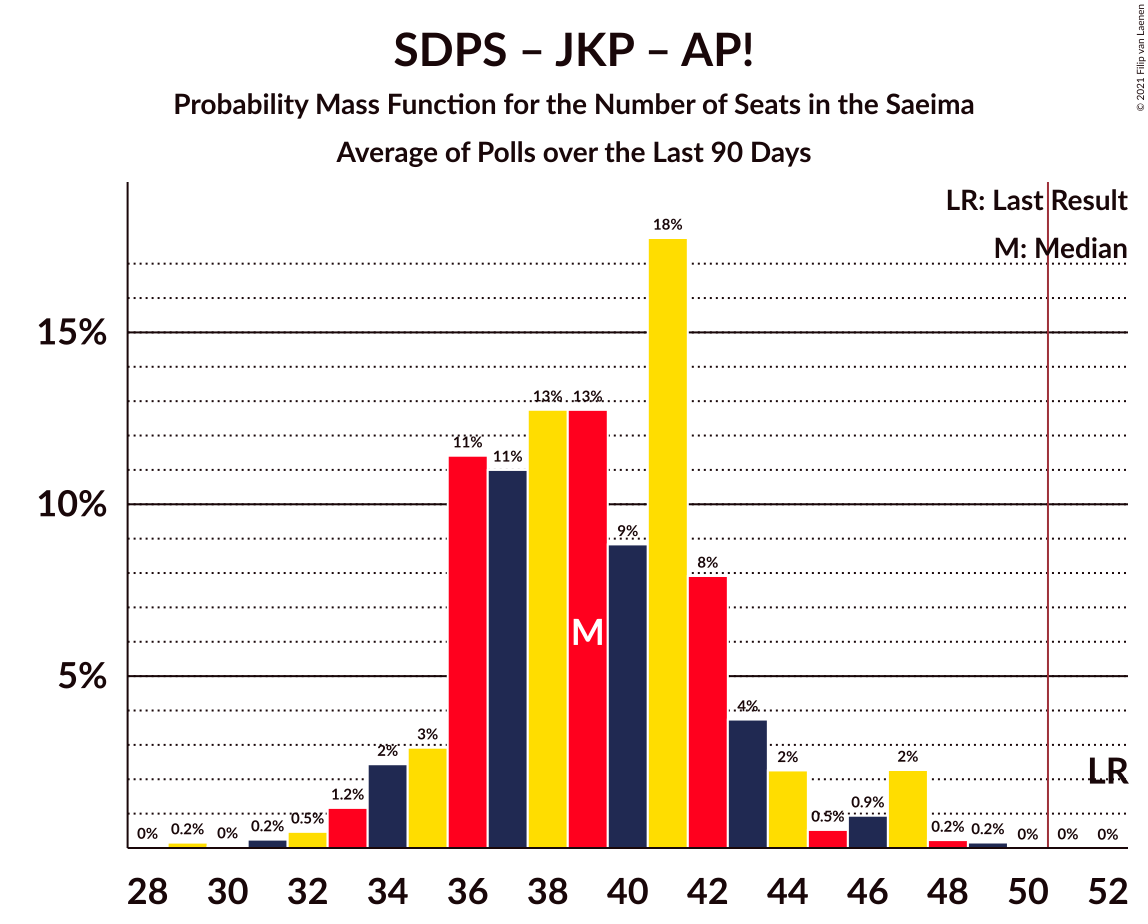 © 2021 Filip van Laenen
SDPS – JKP – AP!
Probability Mass Function for the Number of Seats in the Saeima
Average of Polls over the Last 90 Days
LR: Last Result
M: Median
18%
15%
13% 13%
11% 11%
10%
9%
8%
M
5%
4%
3%
2% 2% 2%
LR
1.2%
0.9%
0% 0.2% 0% 0.2% 0.5% 0.5% 0.2% 0.2% 0% 0% 0%
28 30 32 34 36 38 40 42 44 46 48 50 52